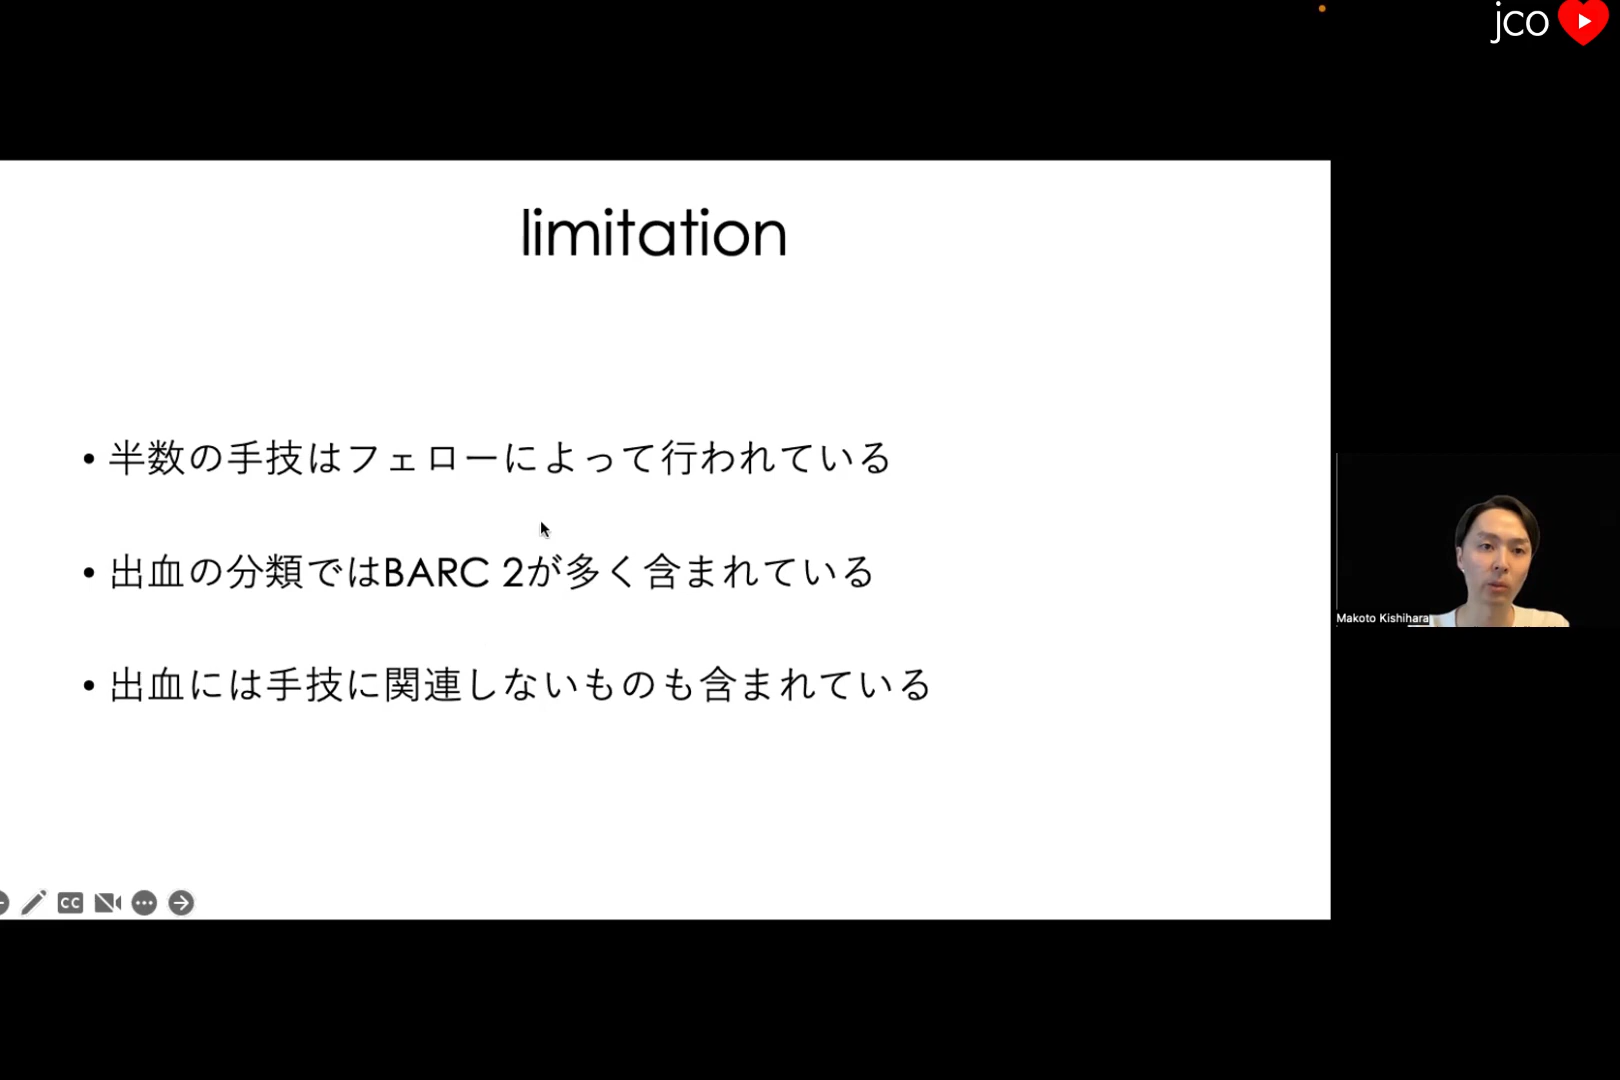 jco
limitation
• 半数の手技はフェローによって行われている
• 出血の分類ではBARC 2が多く含まれている
• 出血には手技に関連しないものも含まれている
Makoto Kishihara
CC